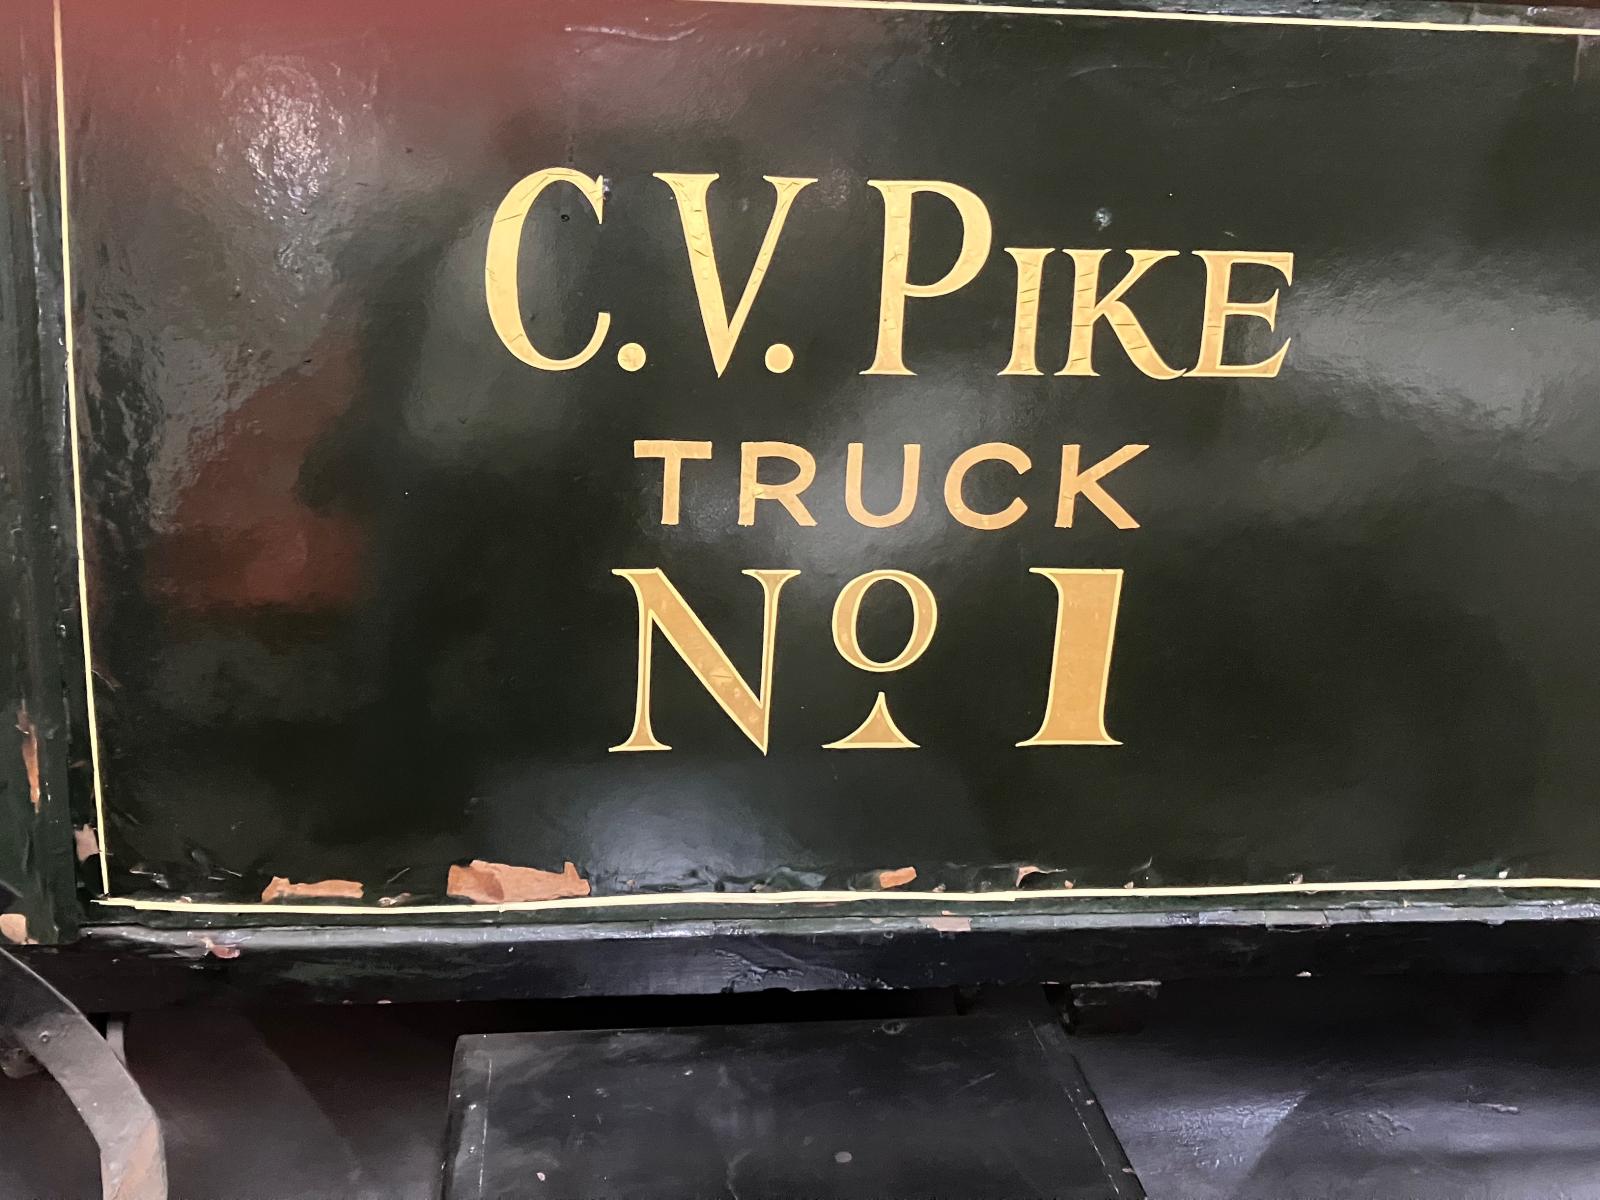 C. V. PIKE
TRUCK
Nº 1